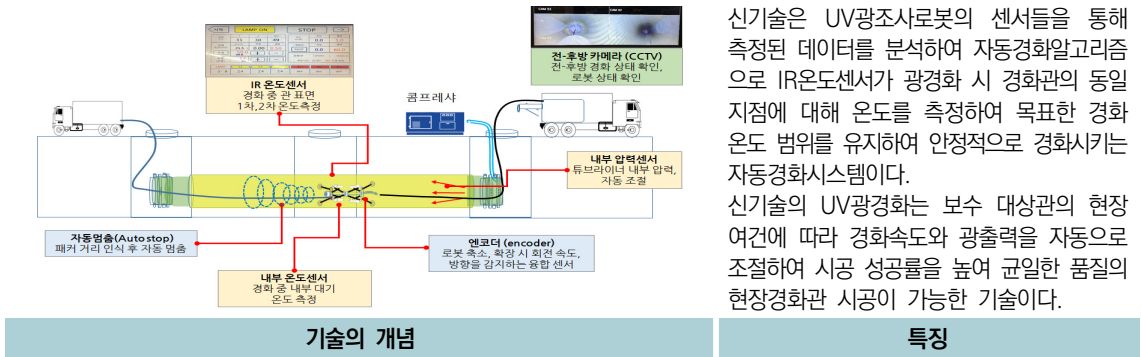 LAMP ON
STOP
IR 온도센서
경화 중 관 표면
1차,2차 온도측정
전-후방 카메라 (CCTV)
전-후방 경화 상태 확인,
로봇 상태 확인
콤프레샤
내부 압력센서
튜브라이너 내부 압력,
자동 조절
자동멈춤(Auto stop)
패커 거리 인식 후 자동 멈춤
엔코더 (encoder)
로봇 축소, 확장 시 회전 속도,
방향을 감지하는 융합 센서
내부 온도센서
경화 중 내부 대기
온도 측정
기술의 개념
신기술은 UV광조사로봇의 센서들을 통해
측정된 데이터를 분석하여 자동경화알고리즘
으로 IR온도센서가 광경화 시 경화관의 동일
지점에 대해 온도를 측정하여 목표한 경화
온도 범위를 유지하여 안정적으로 경화시키는
자동경화시스템이다.
신기술의 UV광경화는 보수 대상관의 현장
여건에 따라 경화속도와 광출력을 자동으로
조절하여 시공 성공률을 높여 균일한 품질의
현장경화관 시공이 가능한 기술이다.
특징